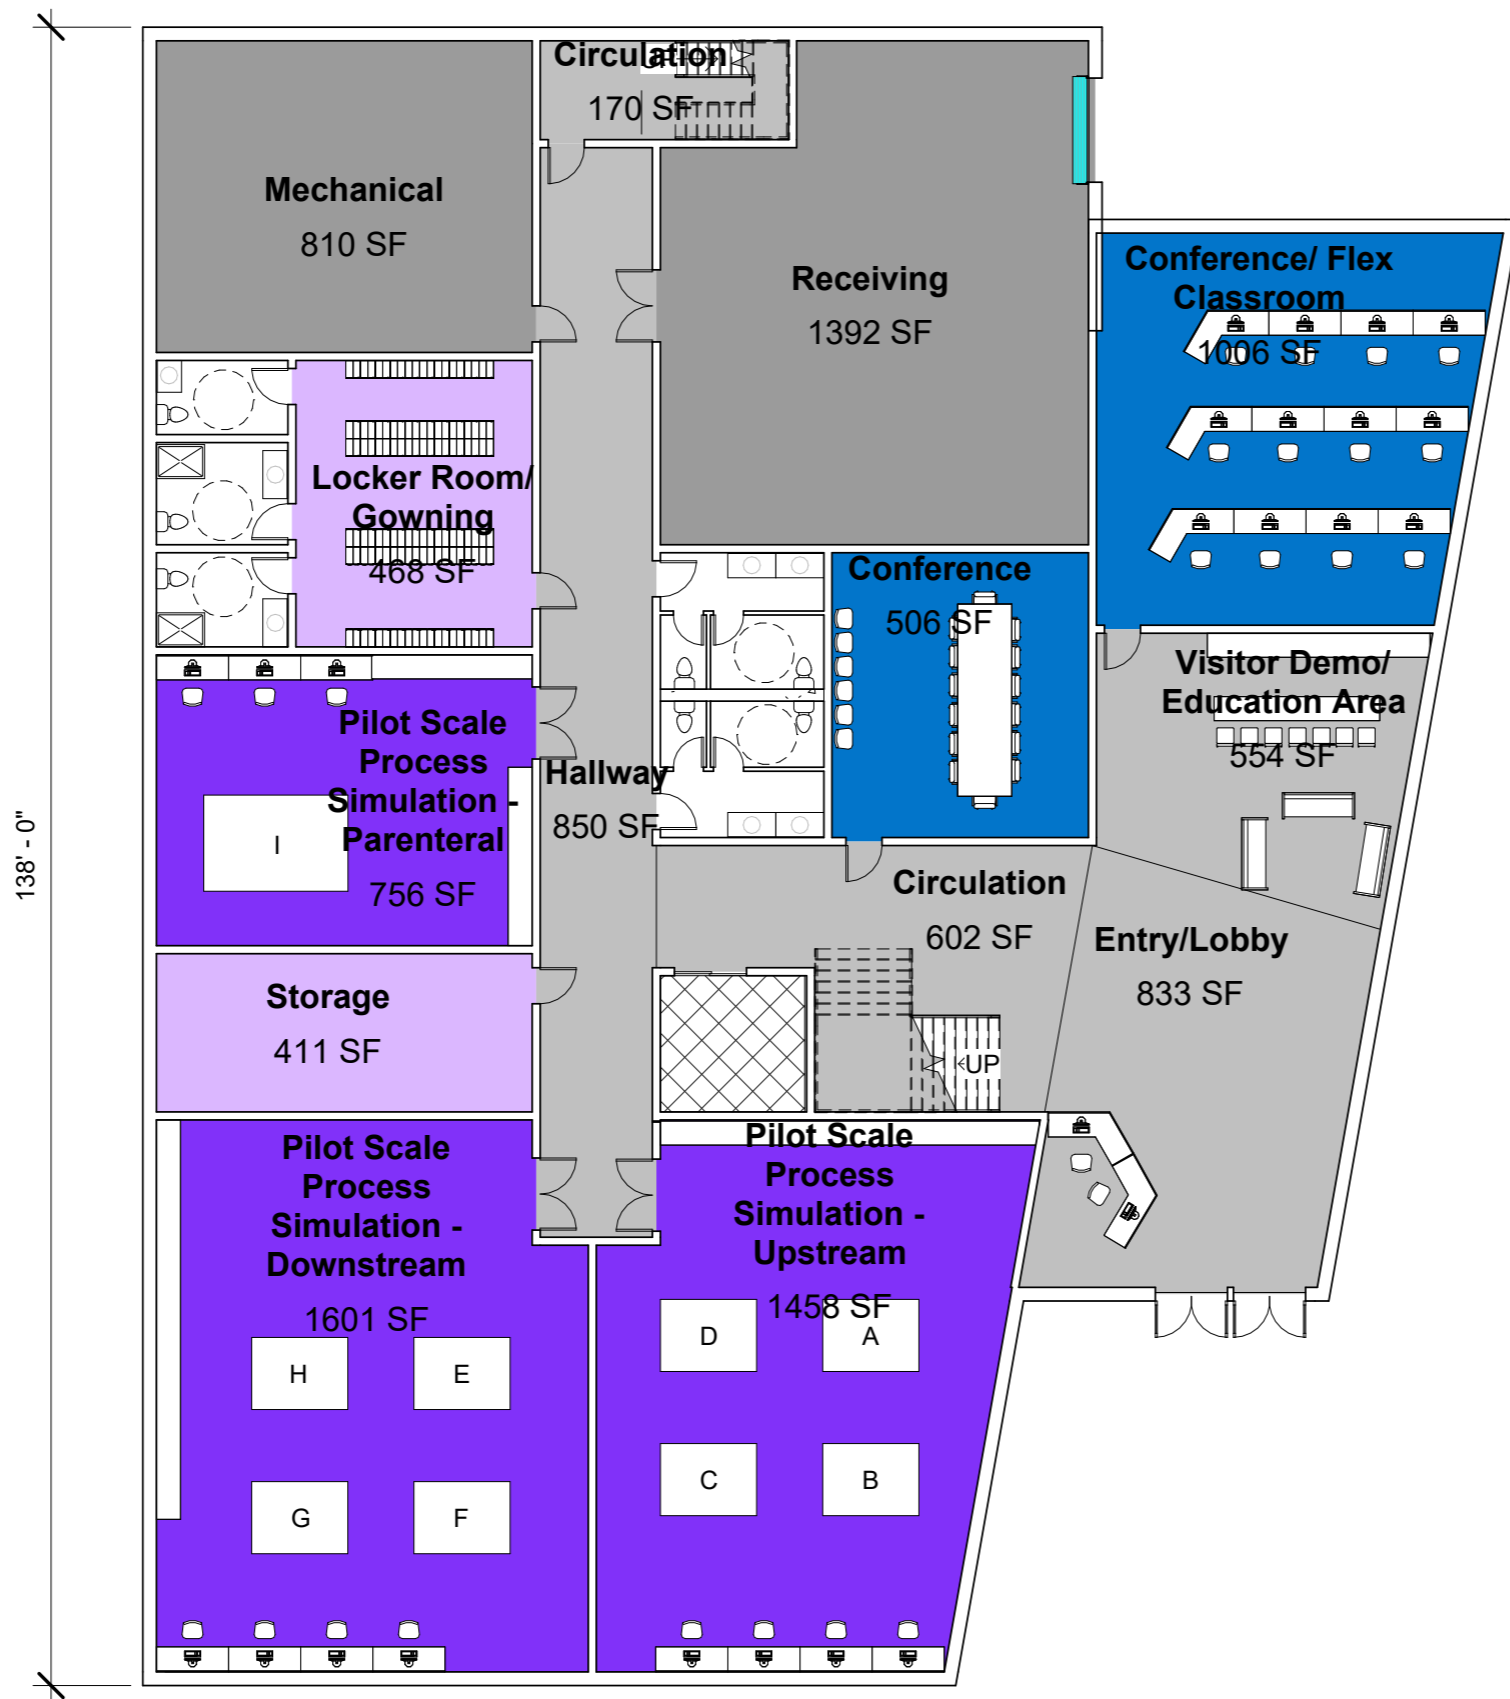 Circulation
UP
170 SF
Mechanical
810 SF
Receiving
1392 SF
Conference/ Flex
Classroom
1006 SF
Locker Room/
Gowning
468 SF
Conference
506 SF
Visitor Demo/
Education Area
554 SF
Pilot Scale
Process
Simulation -
Parenteral
756 SF
I
Hallway
850 SF
138' - 0"
Circulation
602 SF
Entry/Lobby
833 SF
Storage
411 SF
UP
Pilot Scale
Process
Simulation -
Downstream
1601 SF
H
E
G
F
Pilot Scale
Process
Simulation -
Upstream
1458 SF
D
A
C
B